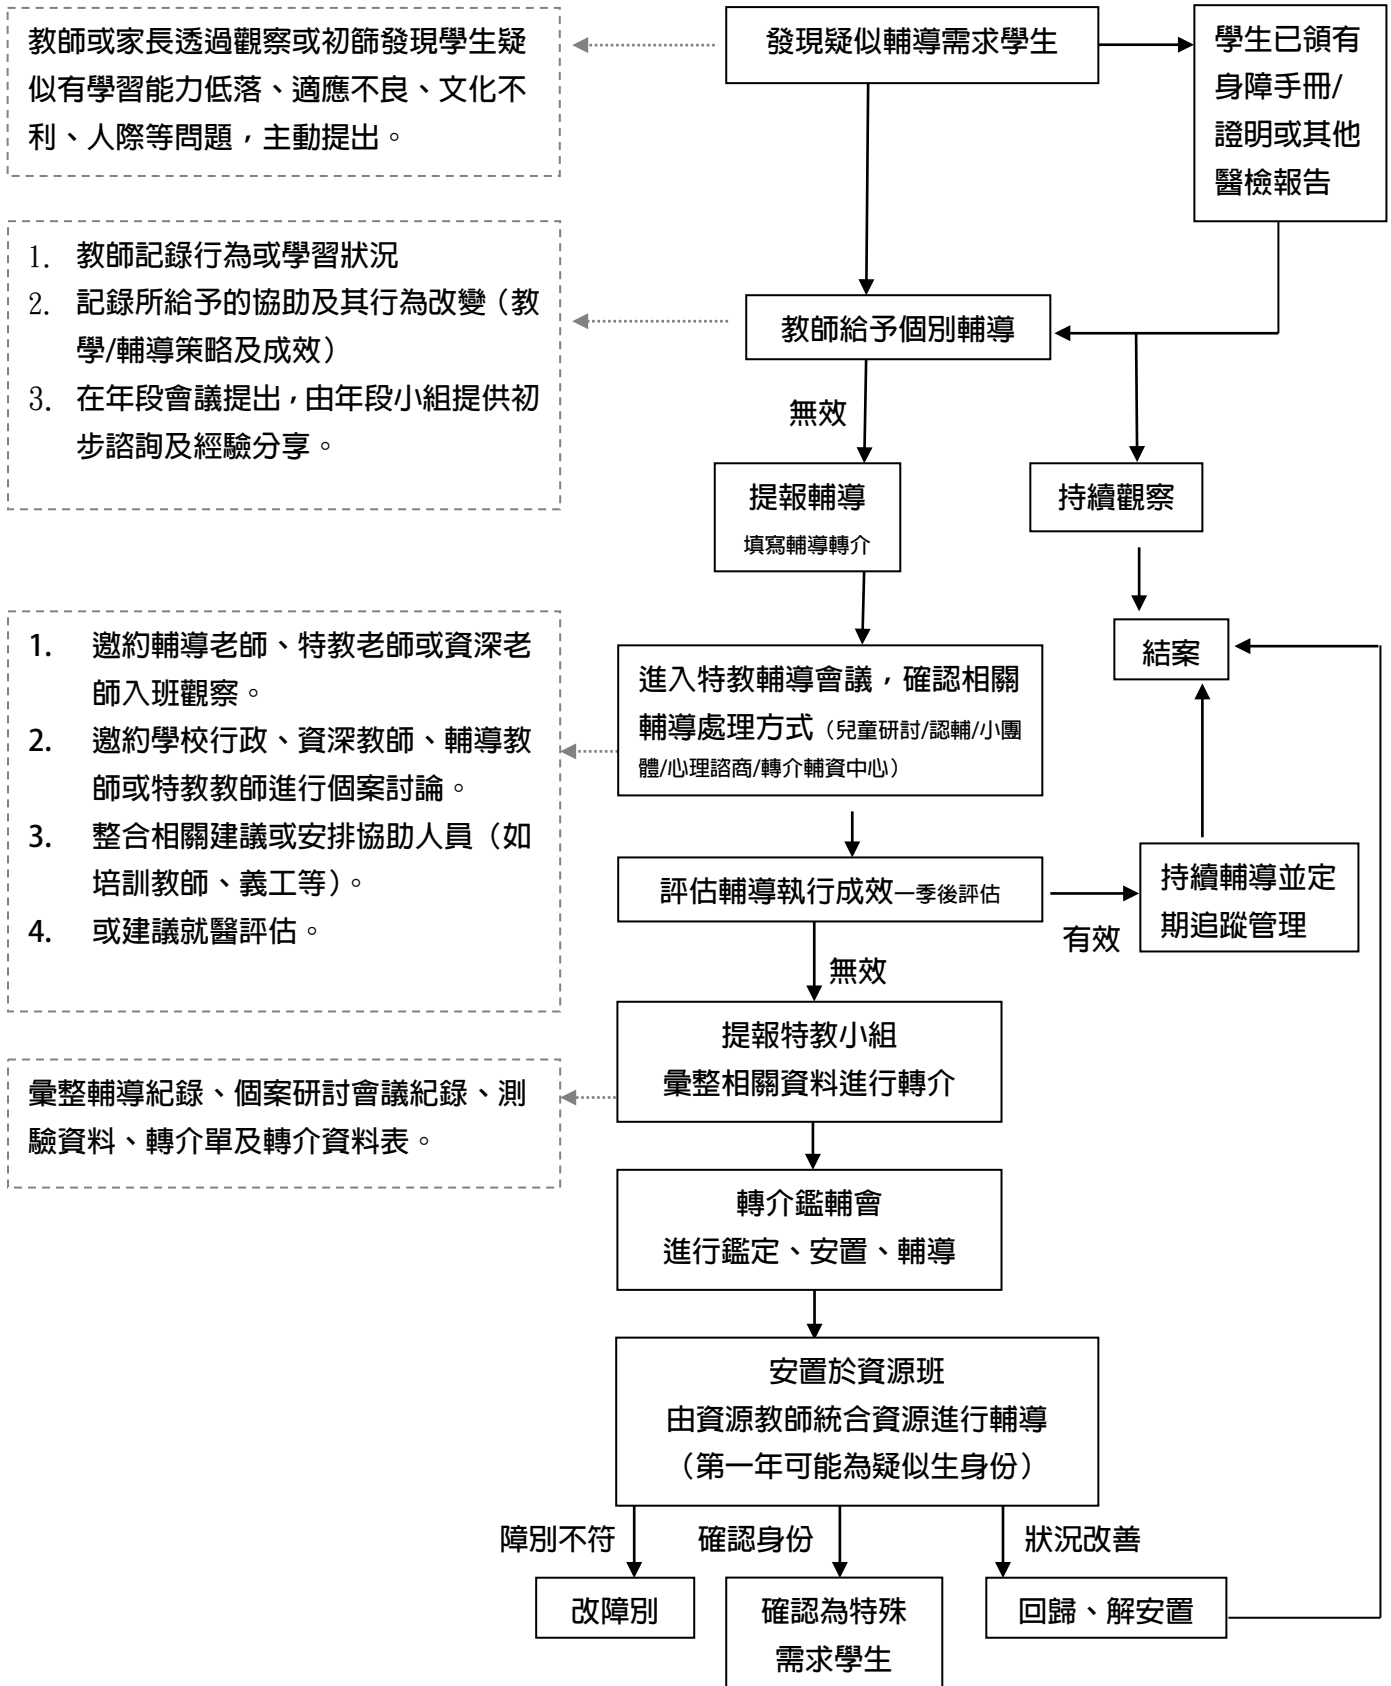 教師或家長透過觀察或初篩發現學生疑
似有學習能力低落、適應不良、文化不
利、人際等問題，主動提出。
發現疑似輔導需求學生
學生已領有
身障手冊/
證明或其他
醫檢報告
1. 教師記錄行為或學習狀況
2. 記錄所給予的協助及其行為改變（教
學/輔導策略及成效）
3. 在年段會議提出，由年段小組提供初
步諮詢及經驗分享。
教師給予個別輔導
無效
提報輔導
填寫輔導轉介
持續觀察
結案
1. 邀約輔導老師、特教老師或資深老
師入班觀察。
2. 邀約學校行政、資深教師、輔導教
師或特教教師進行個案討論。
3. 整合相關建議或安排協助人員（如
培訓教師、義工等）。
4. 或建議就醫評估。
進入特教輔導會議，確認相關
輔導處理方式（兒童研討/認輔/小團
體/心理諮商/轉介輔資中心）
評估輔導執行成效一季後評估
有效
持續輔導並定
期追蹤管理
無效
提報特教小組
彙整相關資料進行轉介
彙整輔導紀錄、個案研討會議紀錄、測
驗資料、轉介單及轉介資料表。
轉介鑑輔會
進行鑑定、安置、輔導
安置於資源班
由資源教師統合資源進行輔導
（第一年可能為疑似生身份）
障別不符
確認身份
狀況改善
改障別
確認為特殊
需求學生
回歸、解安置